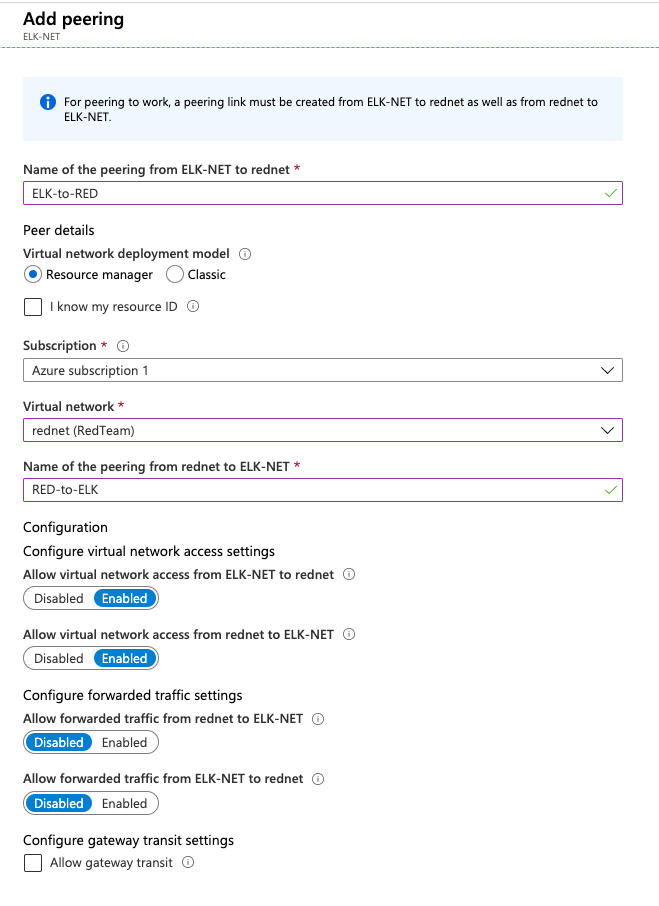 Add peering
ELK-NET
For peering to work, a peering link must be created from ELK-NET to rednet as well as from rednet to
ELK-NET.
Name of the peering from ELK-NET to rednet *
ELK-to-RED
Peer details
Virtual network deployment model
Resource manager Classic
I know my resource ID
Subscription *
Azure subscription 1
Virtual network *
rednet (RedTeam)
Name of the peering from rednet to ELK-NET *
RED-to-ELK
Configuration
Configure virtual network access settings
Allow virtual network access from ELK-NET to rednet
Disabled Enabled
Allow virtual network access from rednet to ELK-NET
Disabled Enabled
Configure forwarded traffic settings
Allow forwarded traffic from rednet to ELK-NET
Disabled Enabled
Allow forwarded traffic from ELK-NET to rednet
Disabled Enabled
Configure gateway transit settings
Allow gateway transit